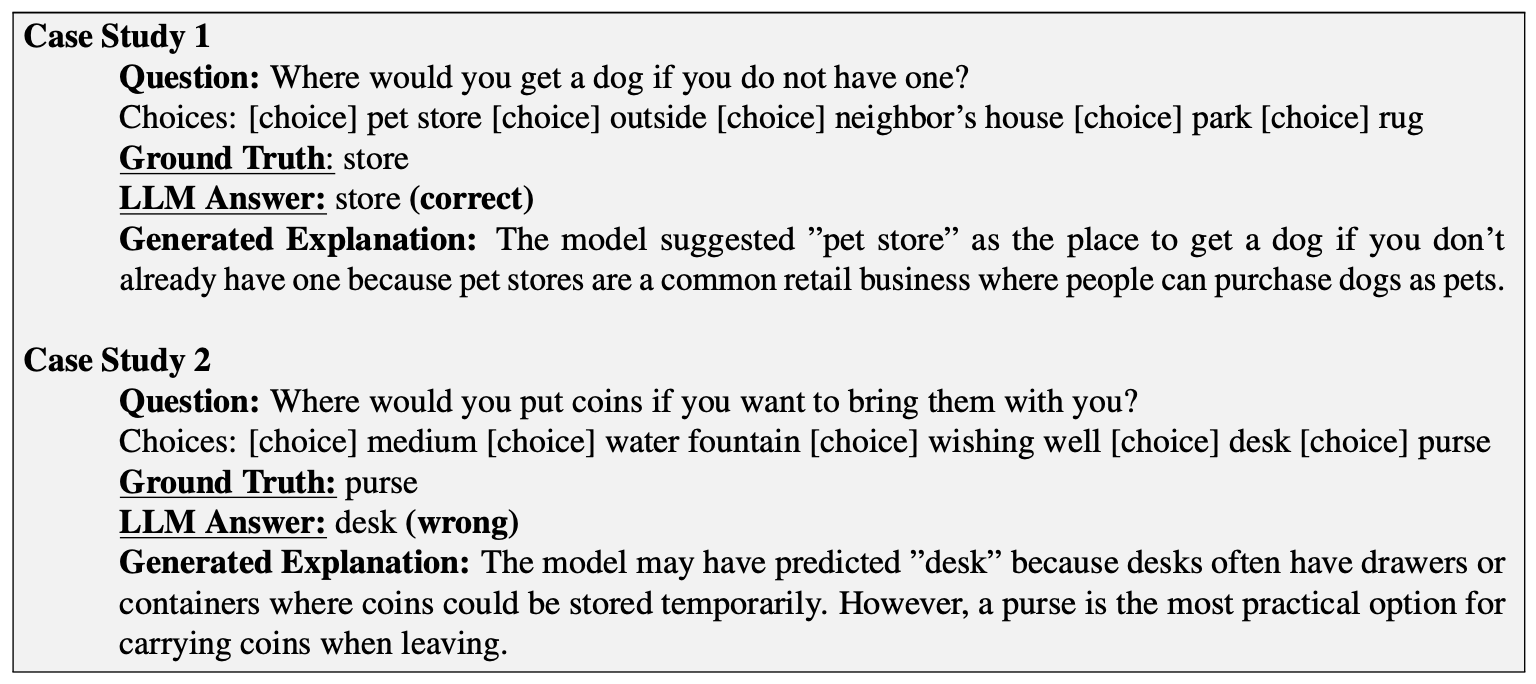 Case Study 1
Question: Where would you get a dog if you do not have one?
Choices: [choice] pet store [choice] outside [choice] neighbor’s house [choice] park [choice] rug
Ground Truth: store
LLM Answer: store (correct)
Generated Explanation: The model suggested ”pet store” as the place to get a dog if you don’t
already have one because pet stores are a common retail business where people can purchase dogs as pets.
Case Study 2
Question: Where would you put coins if you want to bring them with you?
Choices: [choice] medium [choice] water fountain [choice] wishing well [choice] desk [choice] purse
Ground Truth: purse
LLM Answer: desk (wrong)
Generated Explanation: The model may have predicted ”desk” because desks often have drawers or
containers where coins could be stored temporarily. However, a purse is the most practical option for
carrying coins when leaving.